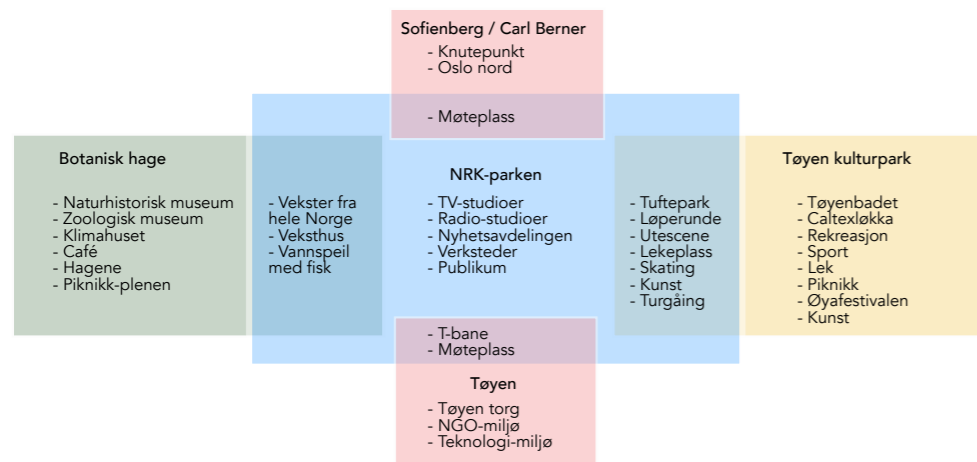 Sofienberg / Carl Berner
- Knutepunkt
- Oslo nord
- Møteplass
Botanisk hage
- Naturhistorisk museum
- Zoologisk museum
- Klimahuset
- Café
- Hagene
- Piknikk-plenen
- Vekster fra
hele Norge
- Veksthus
- Vannspeil
med fisk
NRK-parken
- TV-studioer
- Radio-studioer
- Nyhetsavdelingen
- Verksteder
- Publikum
- Tuftepark
- Løperunde
- Utescene
- Lekeplass
- Skating
- Kunst
- Turgåing
Tøyen kulturpark
- Tøyenbadet
- Caltexløkka
- Rekreasjon
- Sport
- Lek
- Piknikk
- Øyafestivalen
- Kunst
- T-bane
- Møteplass
Tøyen
- Tøyen torg
- NGO-miljø
- Teknologi-miljø